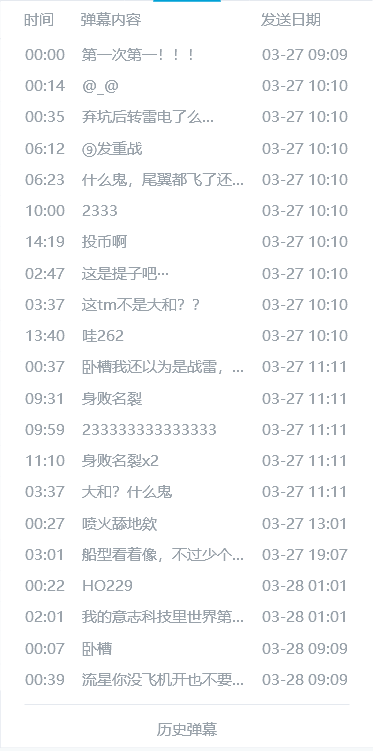 时间 弹幕内容 发送日期
00:00 第一次第一！！！ 03-27 09:09
00:14 @_@ 03-27 10:10
00:35 弃坑后转雷电了么... 03-27 10:10
06:12 ⑨发重战 03-27 10:10
06:23 什么鬼，尾翼都飞了还... 03-27 10:10
10:00 2333 03-27 10:10
14:19 投币啊 03-27 10:10
02:47 这是提子吧··· 03-27 10:10
03:37 这tm不是大和？？ 03-27 10:10
13:40 哇262 03-27 10:10
00:37 卧槽我还以为是战雷，... 03-27 11:11
09:31 身败名裂 03-27 11:11
09:59 233333333333333 03-27 11:11
11:10 身败名裂x2 03-27 11:11
03:37 大和？什么鬼 03-27 11:11
00:27 喷火舔地欸 03-27 13:01
03:01 船型看着像，不过少个... 03-27 19:07
00:22 HO229 03-28 01:01
02:01 我的意志科技里世界第... 03-28 01:01
00:07 卧槽 03-28 09:09
00:39 流星你没飞机开也不要... 03-28 09:09
历史弹幕